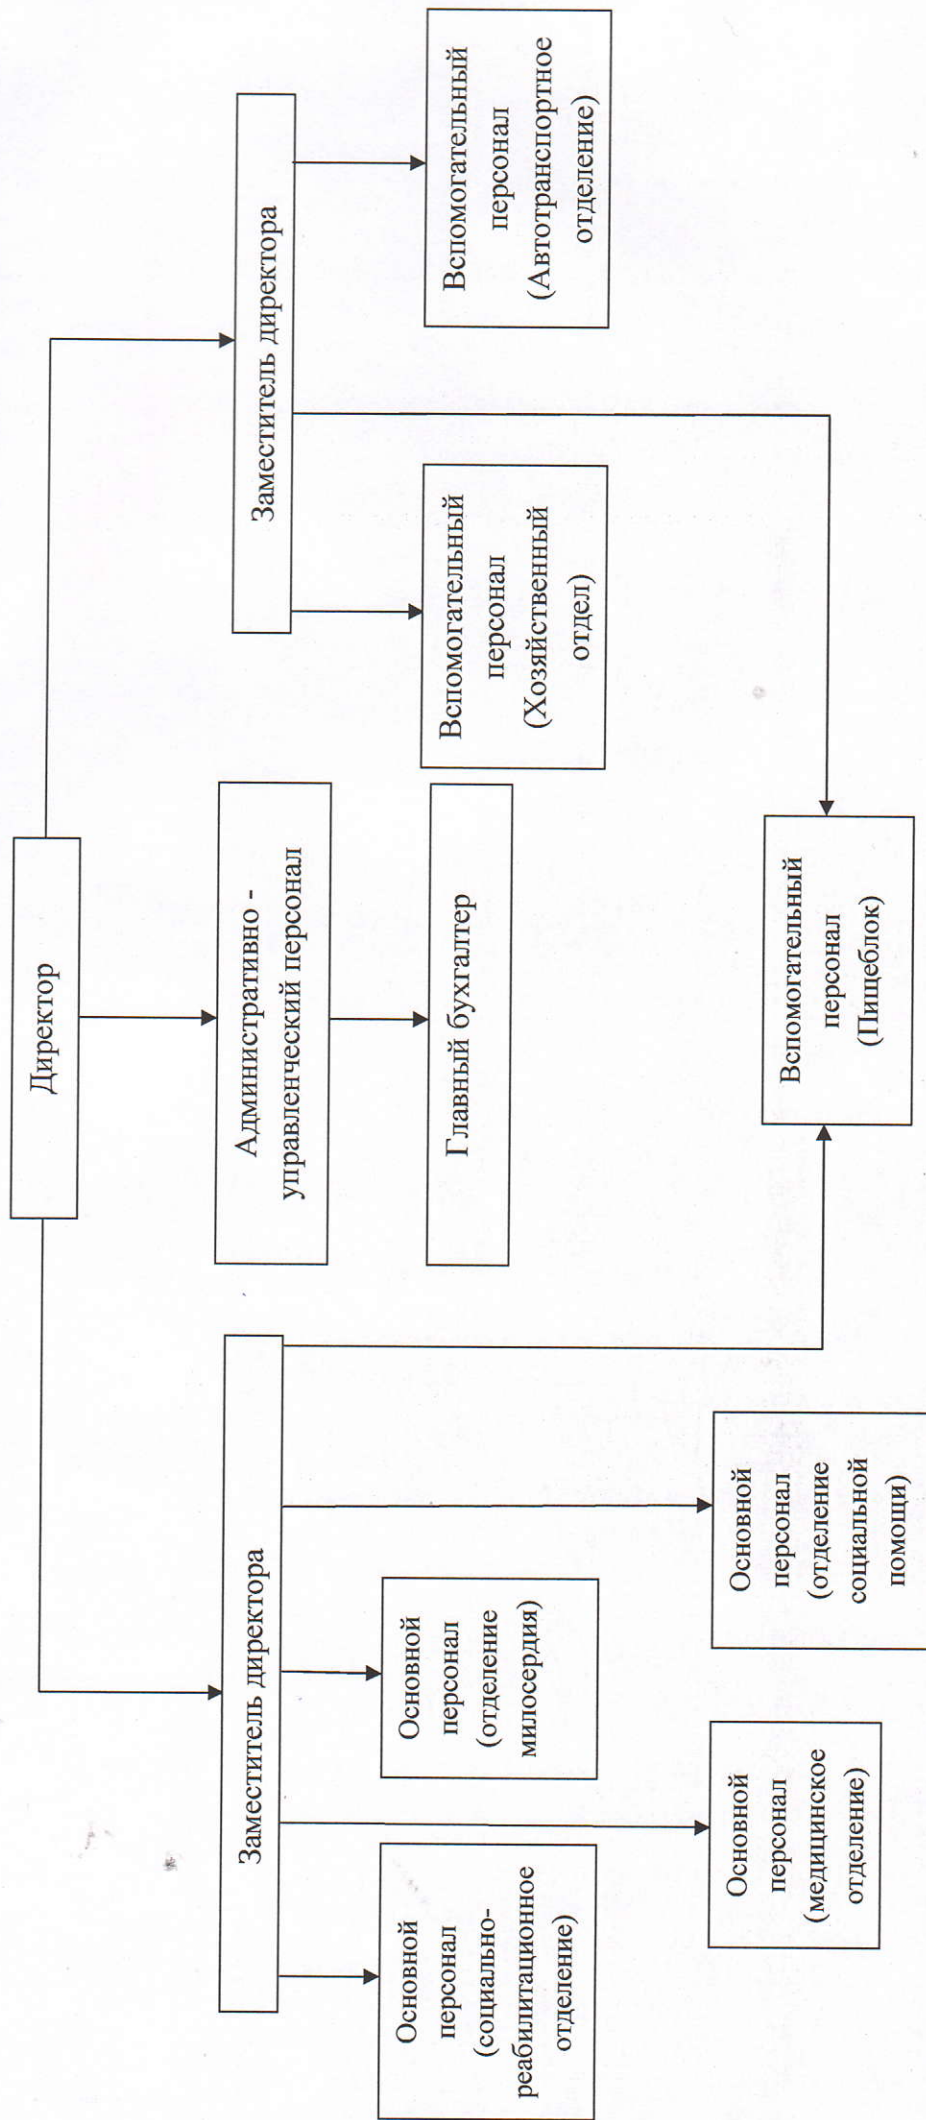 Директор
Заместитель директора
Административно -
управленческий персонал
Заместитель директора
Главный бухгалтер
Основной
персонал
(социально-
реабилитационное
отделение)
Основной
персонал
(отделение
милосердия)
Вспомогательный
персонал
(Хозяйственный
отдел)
Вспомогательный
персонал
(Автотранспортное
отделение)
Основной
персонал
(медицинское
отделение)
Основной
персонал
(отделение
социальной
помощи)
Вспомогательный
персонал
(Пищеблок)